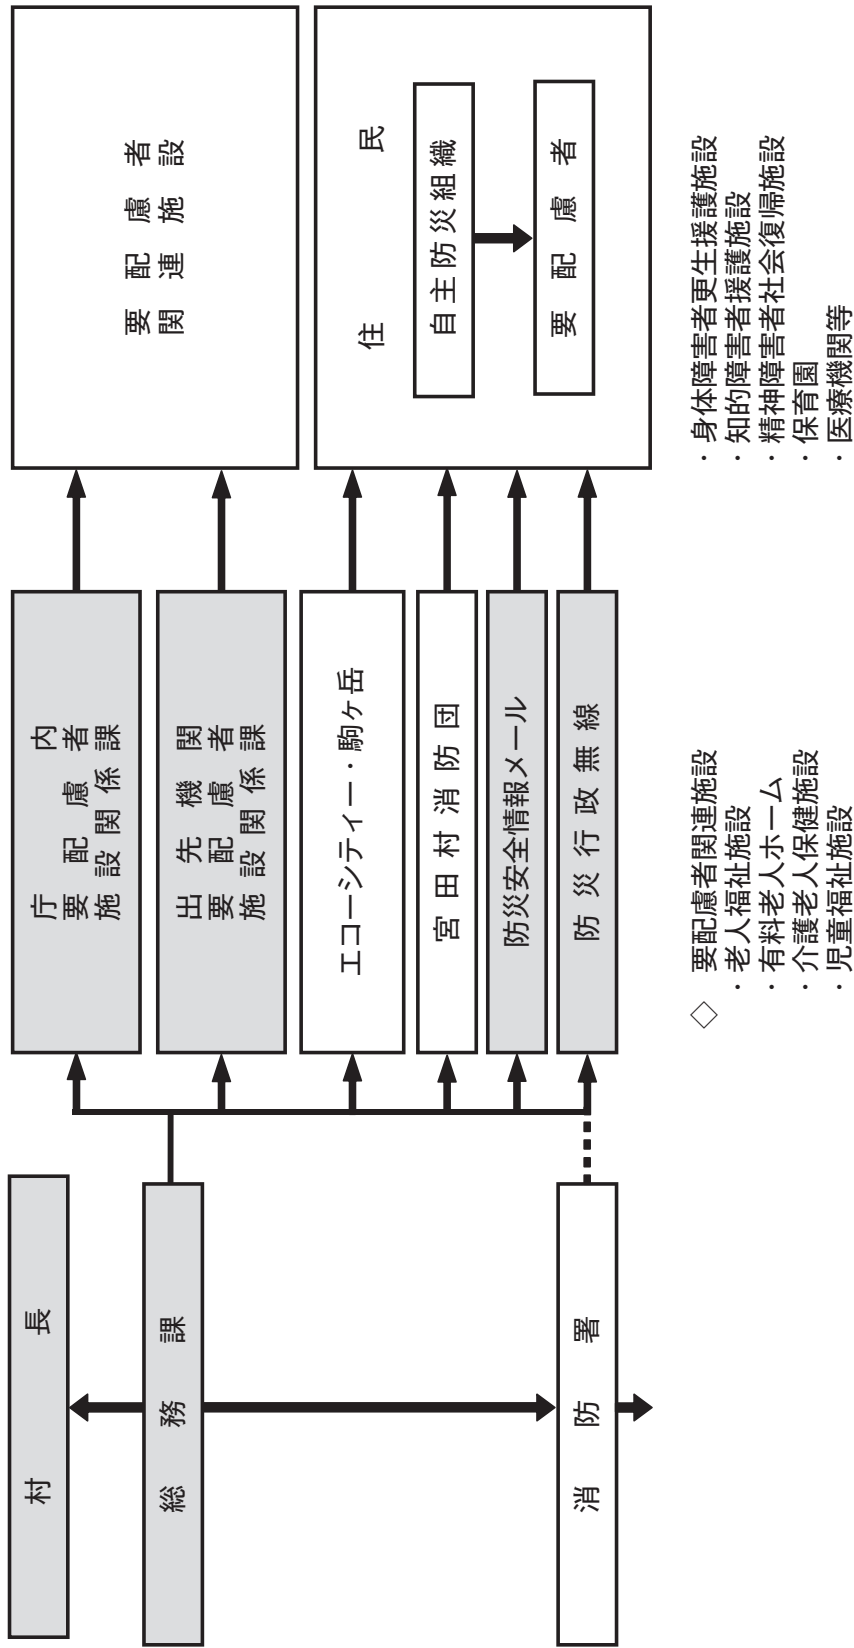 村長
総務課
消防署
庁内
要配慮者
施設関係課
出先機関
要配慮者
施設関係課
エコーシティー・駒ヶ岳
宮田村消防団
防災安全情報メール
防災行政無線
要配慮者
関連施設
住民
自主防災組織
要配慮者
◇ 要配慮者関連施設
・老人福祉施設
・有料老人ホーム
・介護老人保健施設
・児童福祉施設
・身体障害者更生援護施設
・知的障害者援護施設
・精神障害者社会復帰施設
・保育園
・医療機関等